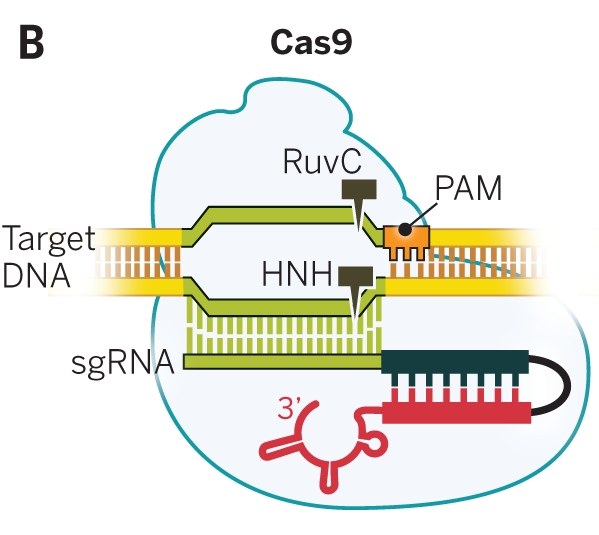 B
Cas9
RuvC
PAM
Target
DNA
HNH
sgRNA
3’